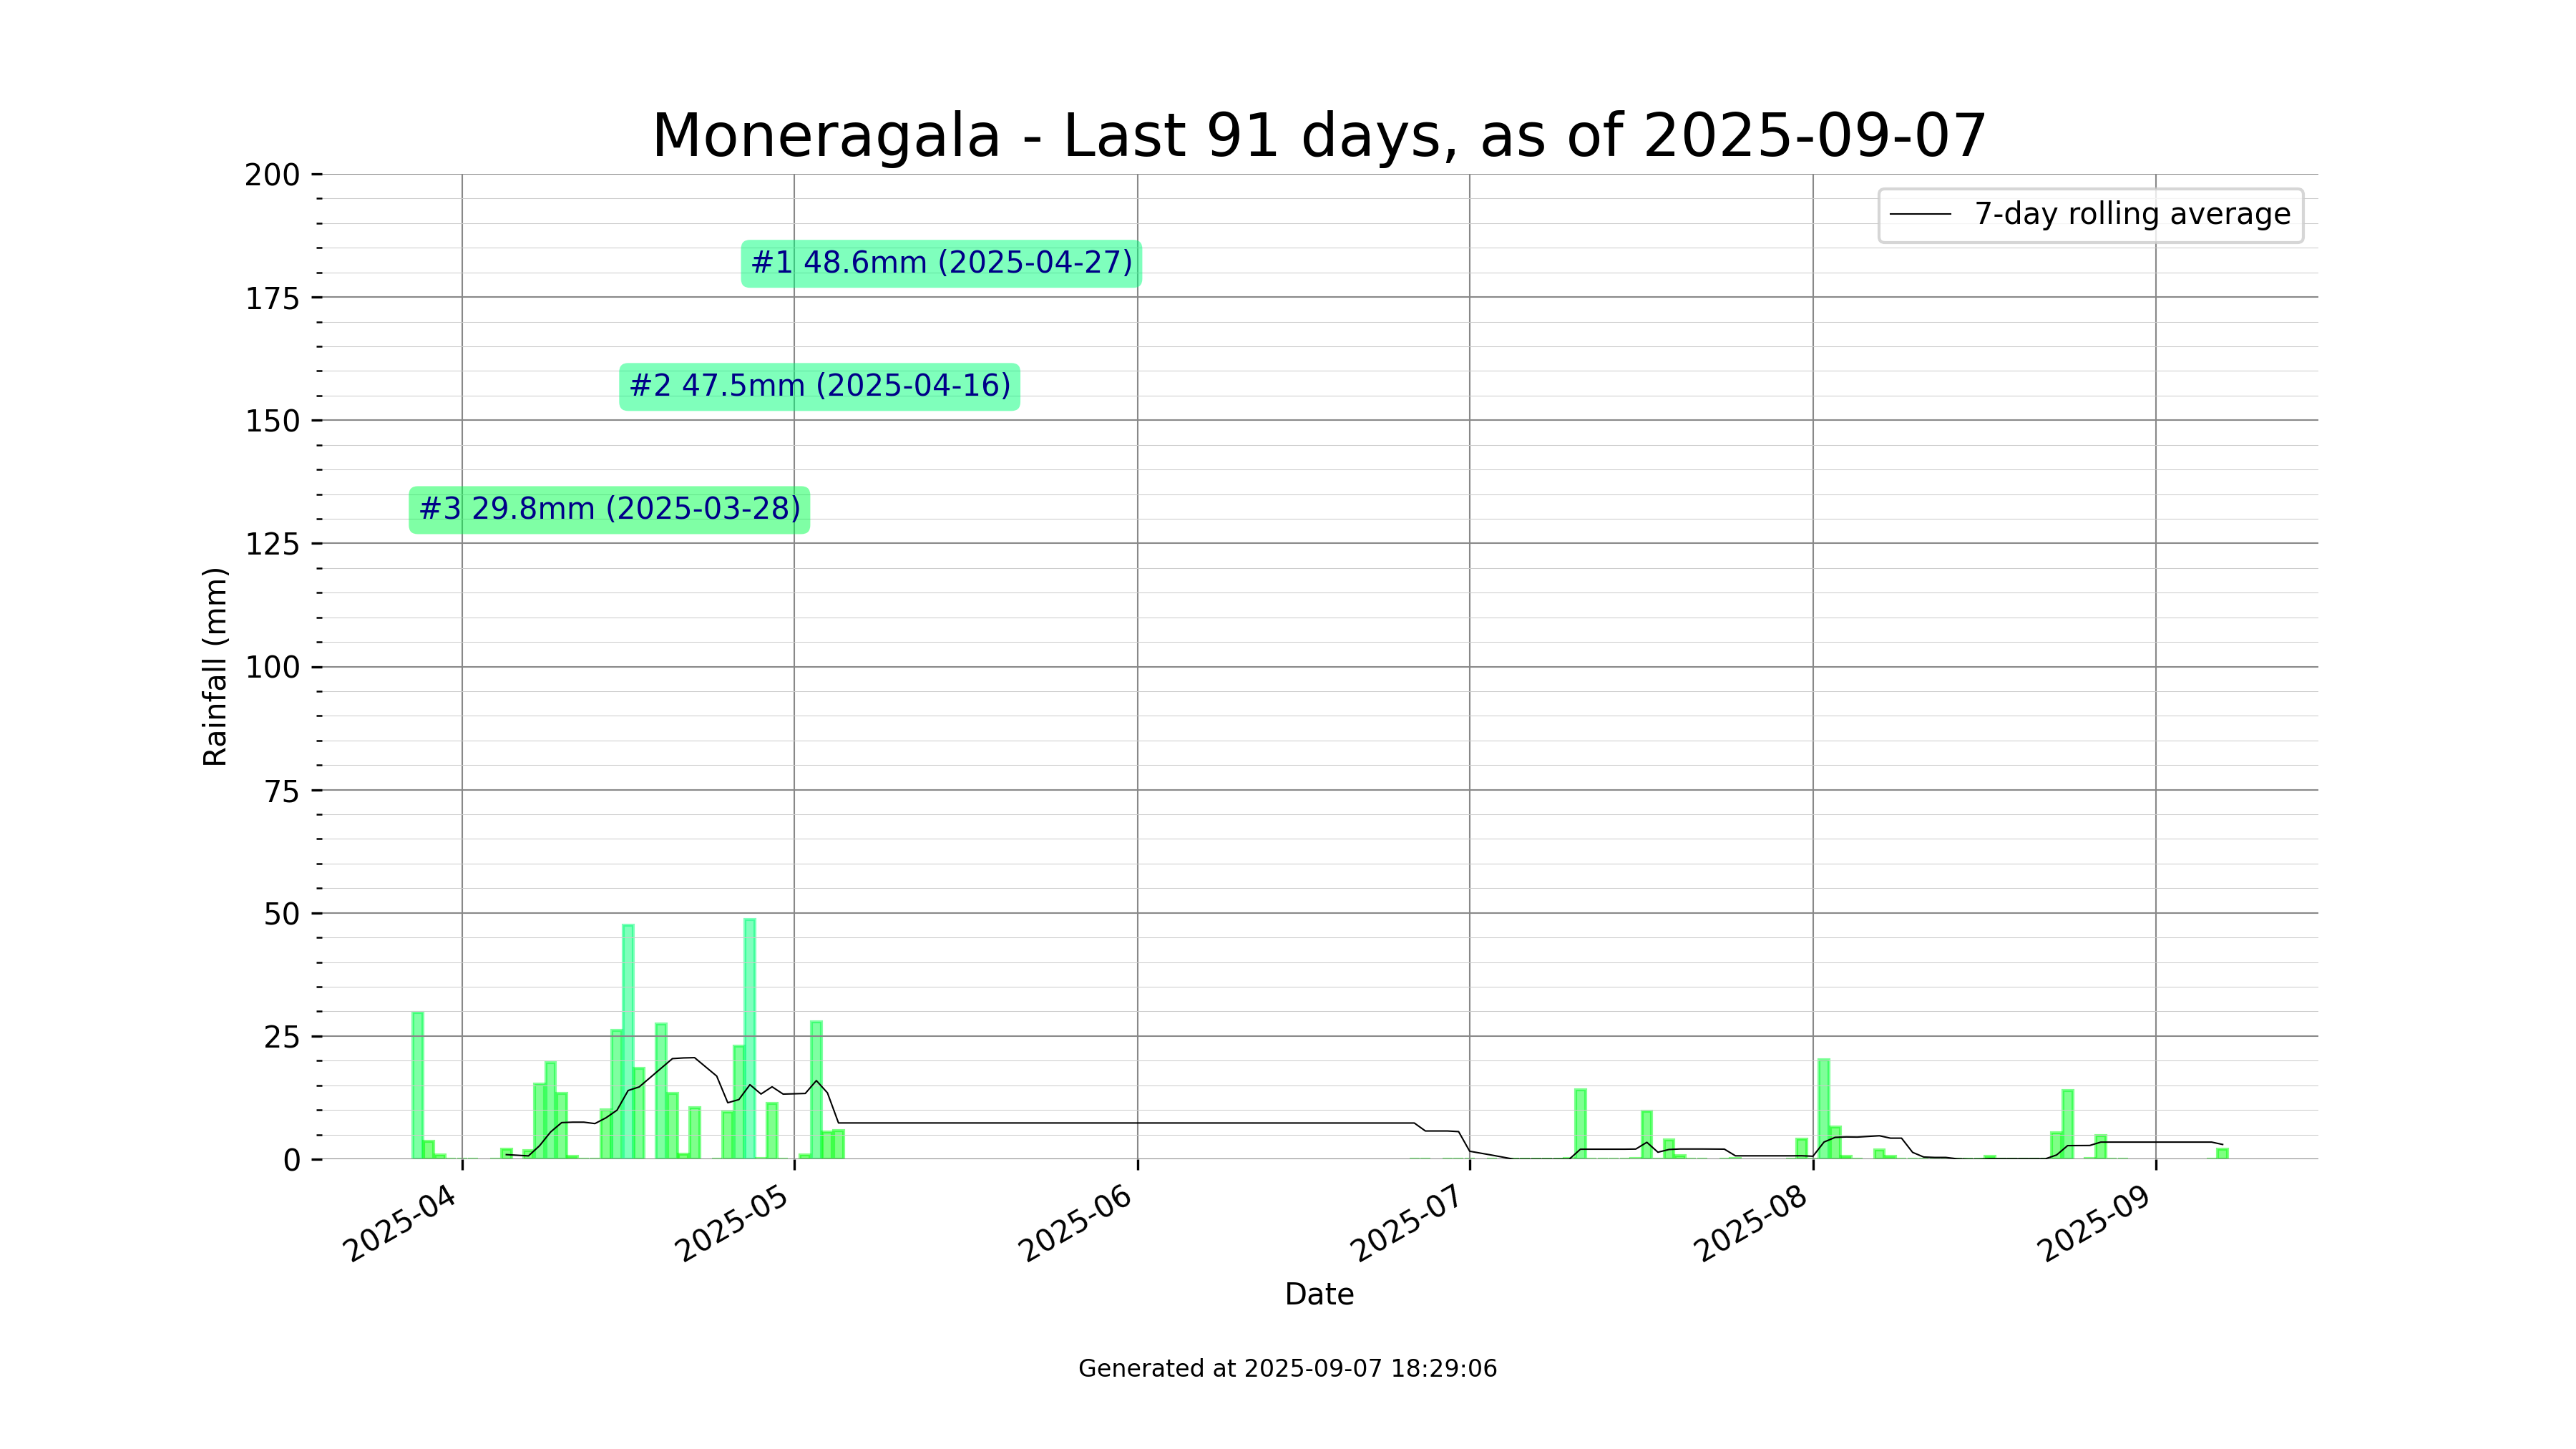 Moneragala - Last 91 days, as of 2025-09-07
7-day rolling average
#1 48.6mm (2025-04-27)
#2 47.5mm (2025-04-16)
#3 29.8mm (2025-03-28)
Rainfall (mm)
200
175
150
125
100
75
50
25
0
2025-04
2025-05
2025-06
2025-07
2025-08
2025-09
Date
Generated at 2025-09-07 18:29:06